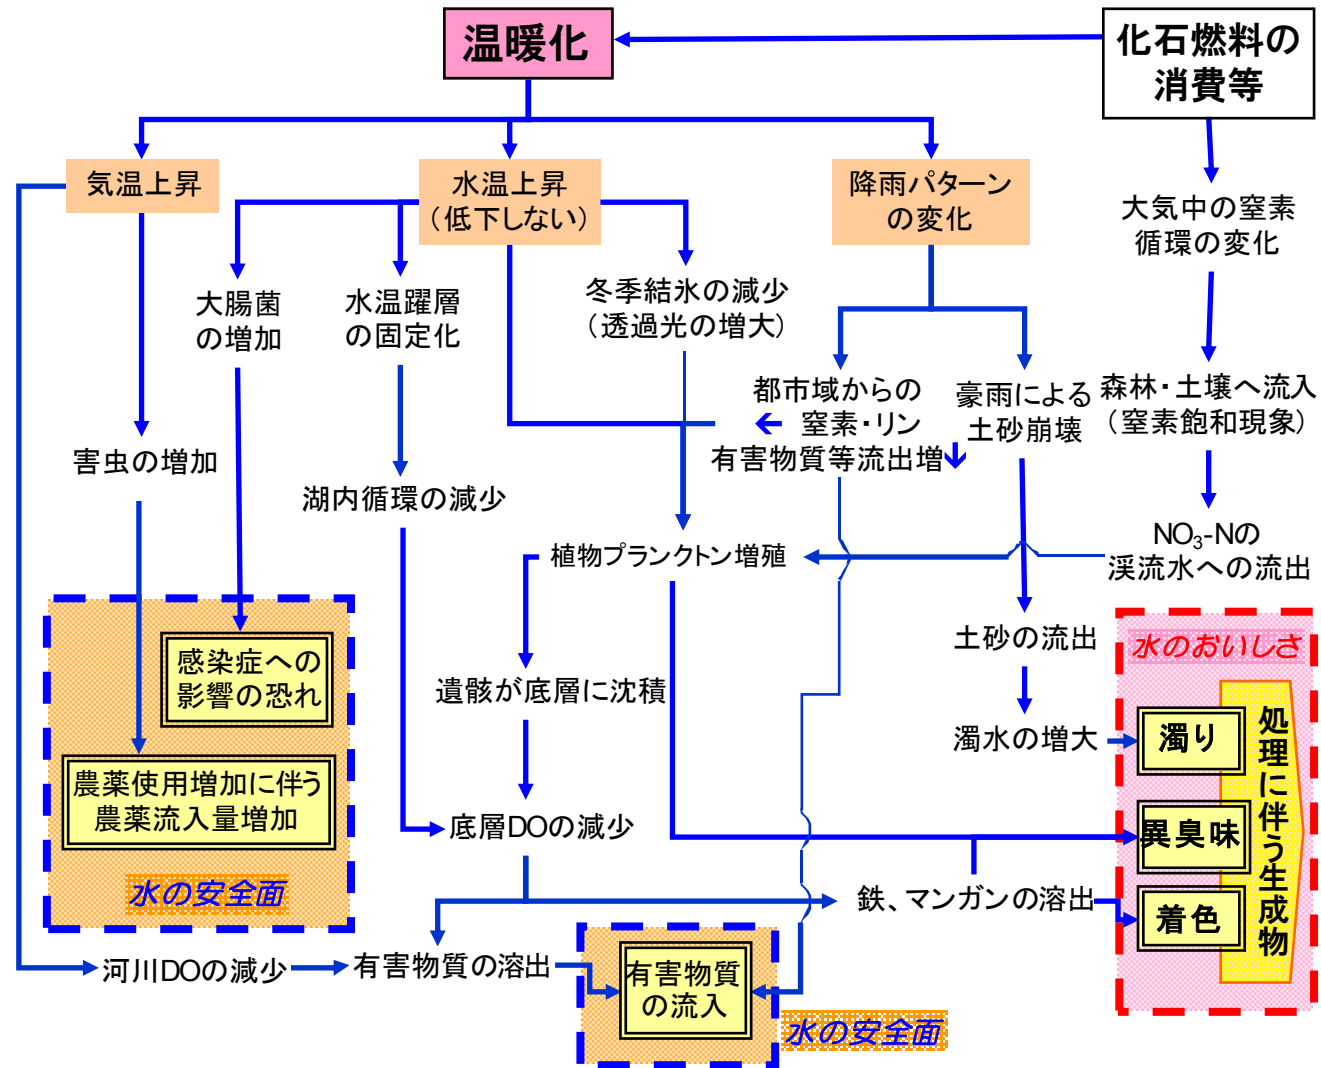 温暖化
化石燃料の
消費等
気温上昇
水温上昇
（低下しない）
降雨パターン
の変化
大気中の窒素
循環の変化
大腸菌
の増加
水温躍層
の固定化
冬季結氷の減少
（透過光の増大）
都市域からの
窒素・リン
有害物質等流出増
豪雨による
土砂崩壊
森林・土壌へ流入
（窒素飽和現象）
害虫の増加
湖内循環の減少
植物プランクトン増殖
NO₃-Nの
渓流水への流出
感染症への
影響の恐れ
遺骸が底層に沈積
土砂の流出
水のおいしさ
濁水の増大
濁り
処理に伴う生成物
農薬使用増加に伴う
農薬流入量増加
底層DOの減少
異臭味
水の安全面
鉄、マンガンの溶出
着色
河川DOの減少
有害物質の溶出
有害物質
の流入
水の安全面